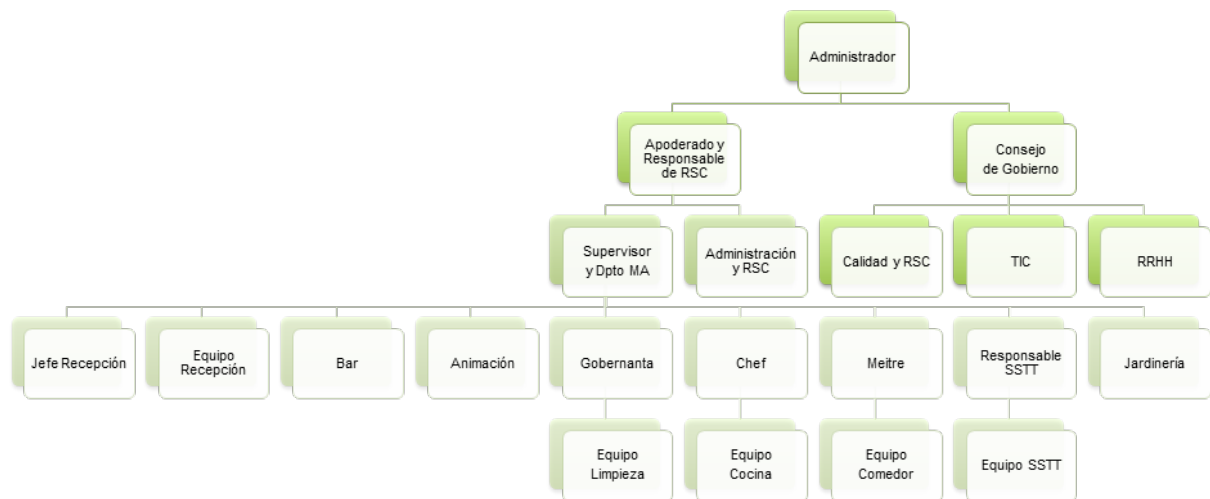 Administrador
Apoderado y
Responsable
de RSC
Consejo
de Gobierno
Supervisor
y Dpto MA
Administración
y RSC
Calidad y RSC
TIC
RRHH
Jefe Recepción
Equipo
Recepción
Bar
Animación
Gobernanta
Chef
Meitre
Responsable
SSTT
Jardinería
Equipo
Limpieza
Equipo
Cocina
Equipo
Comedor
Equipo SSTT